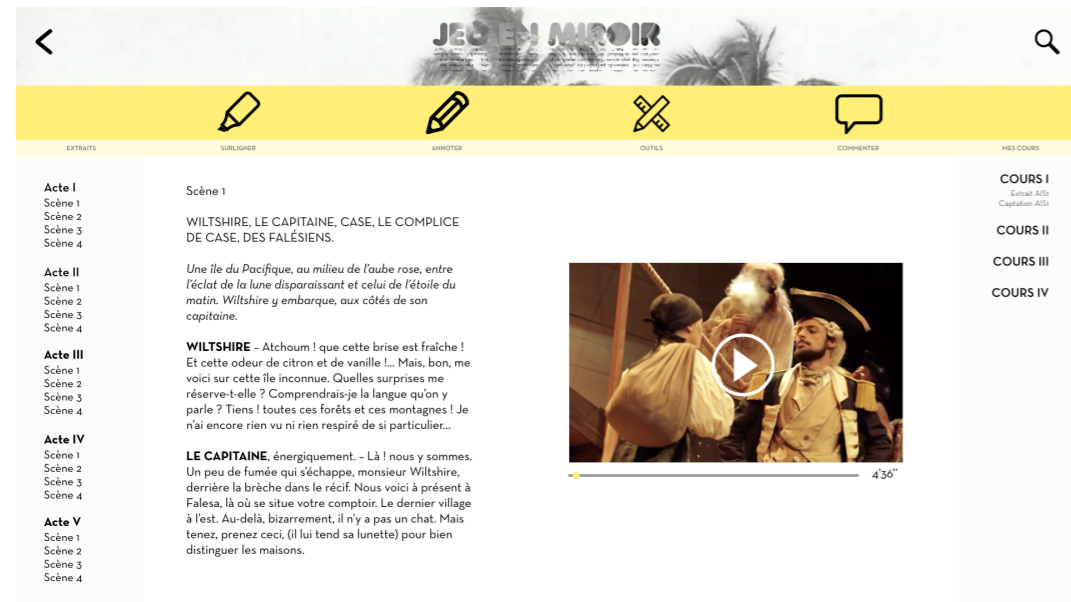 JEU EN MIROIR
EXTRAITS
SURLIGNER
ANNOTER
OUTILS
COMMENTER
MES COURS
Acte I
Scène 1
Scène 2
Scène 3
Scène 4
Acte II
Scène 1
Scène 2
Scène 3
Scène 4
Acte III
Scène 1
Scène 2
Scène 3
Scène 4
Acte IV
Scène 1
Scène 2
Scène 3
Scène 4
Acte V
Scène 1
Scène 2
Scène 3
Scène 4
Scène 1
WILTSHIRE, LE CAPITAINE, CASE, LE COMPLICE
DE CASE, DES FALÉSIENS.
Une île du Pacifique, au milieu de l'aube rose, entre
l'éclat de la lune disparaissant et celui de l'étoile du
matin. Wiltshire y embarque, aux côtés de son
capitaine.
WILTSHIRE – Atchoum ! que cette brise est fraîche !
Et cette odeur de citron et de vanille !... Mais, bon, me
voici sur cette île inconnue. Quelles surprises me
réserve-t-elle ? Comprendrais-je la langue qu'on y
parle ? Tiens ! toutes ces forêts et ces montagnes ! Je
n'ai encore rien vu ni rien respiré de si particulier...
LE CAPITAINE, énergiquement. – Là ! nous y sommes.
Un peu de fumée qui s'échappe, monsieur Wiltshire,
derrière la brèche dans le récif. Nous voici à présent à
Falesa, là où se situe votre comptoir. Le dernier village
à l'est. Au-delà, bizarrement, il n'y a pas un chat. Mais
tenez, prenez ceci, (il lui tend sa lunette) pour bien
distinguer les maisons.
4'36''
COURS I
Extrait A1S1
Captation A1S1
COURS II
COURS III
COURS IV